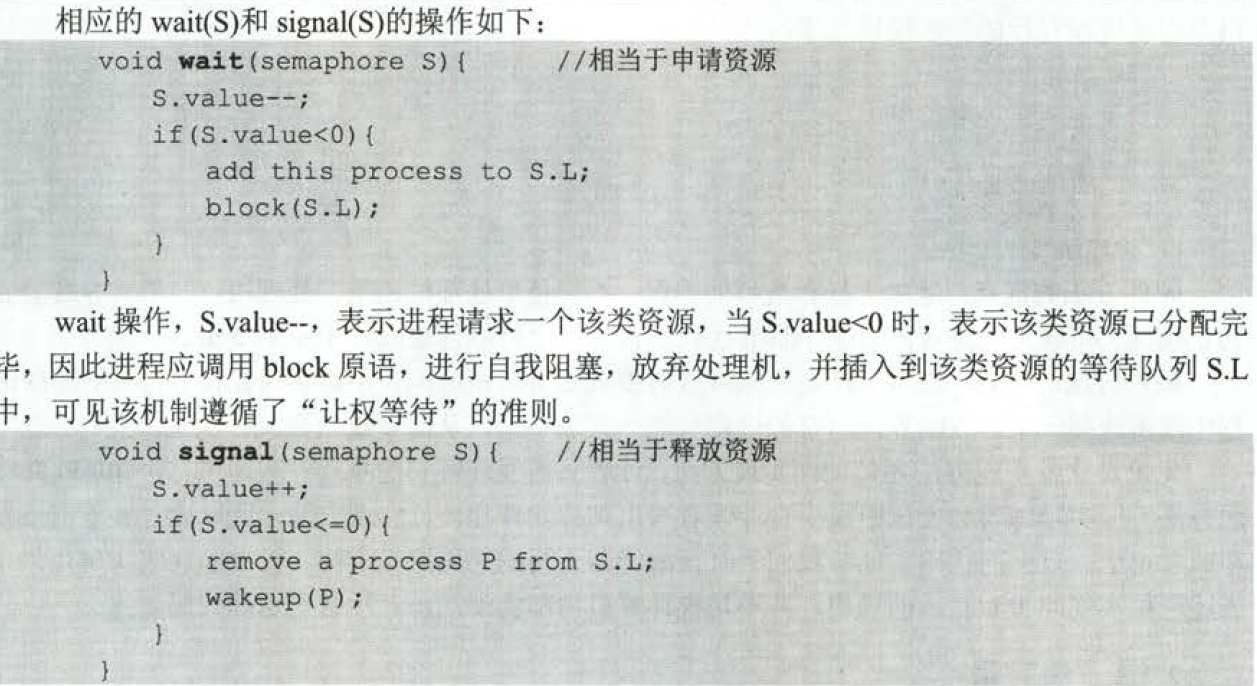 相应的 wait(S)和 signal(S)的操作如下：
void wait(semaphore S){ //相当于申请资源
S.value--;
if(S.value<0){
add this process to S.L;
block(S.L);
}
}
wait 操作，S.value--，表示进程请求一个该类资源，当 S.value<0 时，表示该类资源已分配完
毕，因此进程应调用 block 原语，进行自我阻塞，放弃处理机，并插入到该类资源的等待队列 S.L
中，可见该机制遵循了“让权等待”的准则。
void signal(semaphore S){ //相当于释放资源
S.value++;
if(S.value<=0){
remove a process P from S.L;
wakeup(P);
}
}